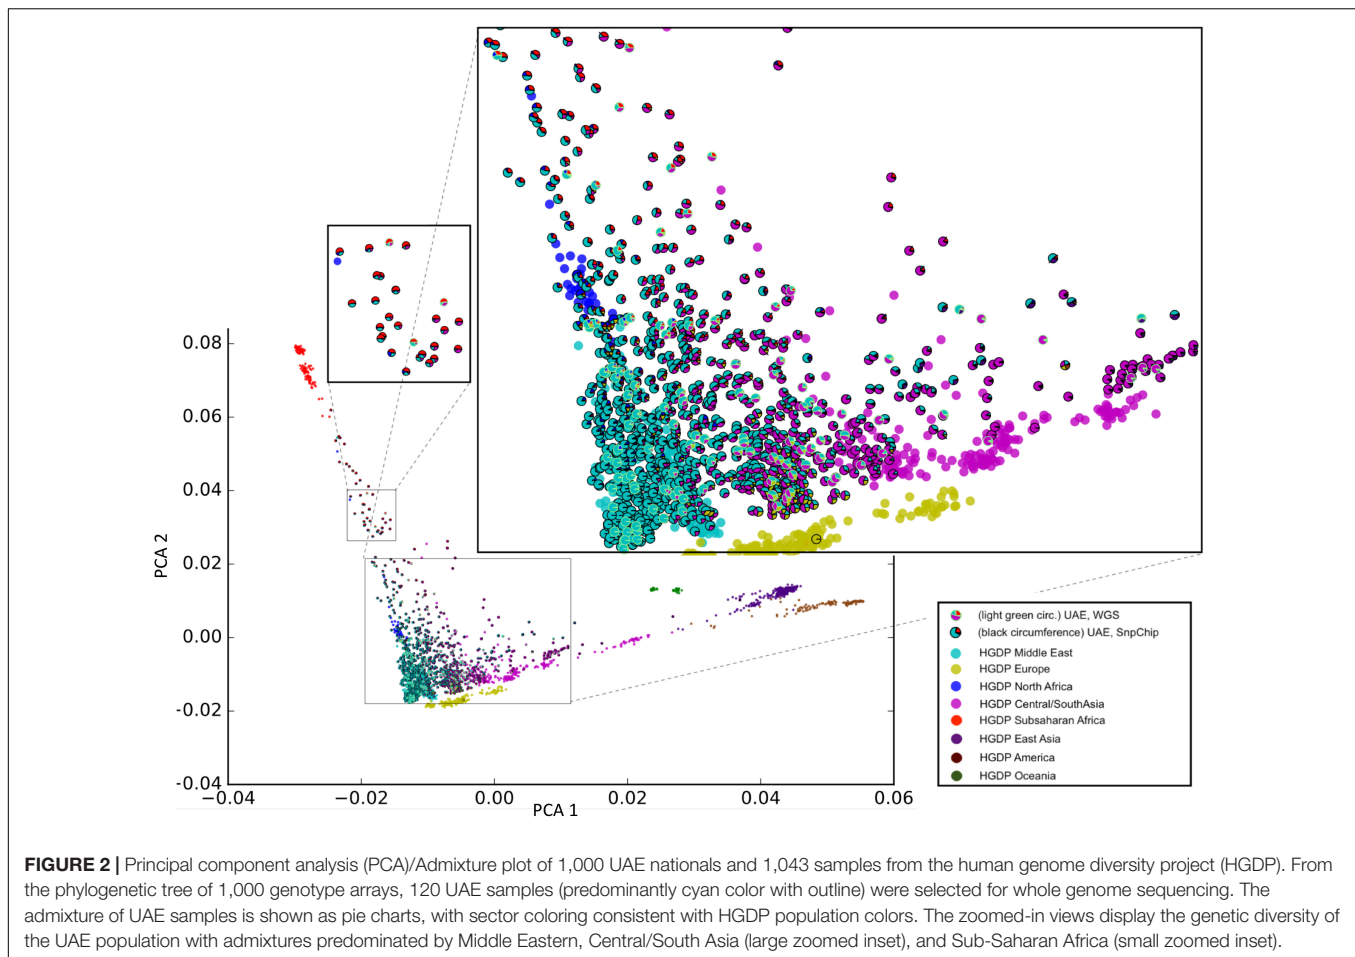 0.08
0.06
0.04
0.02
0.00
-0.02
-0.04
PCA 2
−0.04
−0.02
0.00
0.02
0.04
0.06
PCA 1
(light green circ.) UAE, WGS
(black circumference) UAE, SnpChip
HGDP Middle East
HGDP Europe
HGDP North Africa
HGDP Central/SouthAsia
HGDP Subsaharan Africa
HGDP East Asia
HGDP America
HGDP Oceania
FIGURE 2 | Principal component analysis (PCA)/Admixture plot of 1,000 UAE nationals and 1,043 samples from the human genome diversity project (HGDP). From
the phylogenetic tree of 1,000 genotype arrays, 120 UAE samples (predominantly cyan color with outline) were selected for whole genome sequencing. The
admixture of UAE samples is shown as pie charts, with sector coloring consistent with HGDP population colors. The zoomed-in views display the genetic diversity of
the UAE population with admixtures predominated by Middle Eastern, Central/South Asia (large zoomed inset), and Sub-Saharan Africa (small zoomed inset).